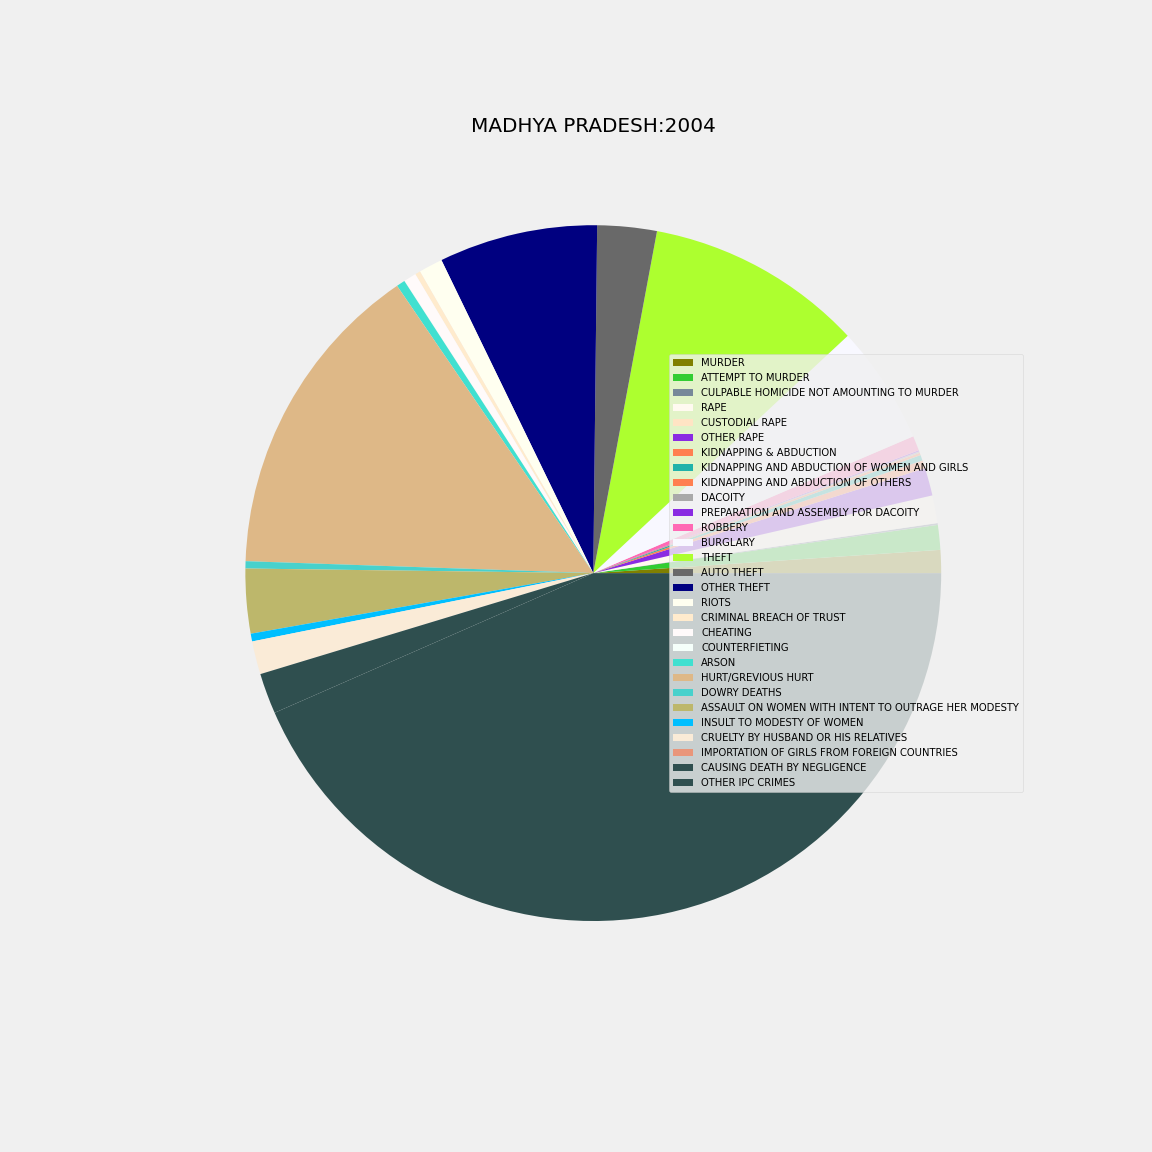 MADHYA PRADESH:2004
MURDER
ATTEMPT TO MURDER
CULPABLE HOMICIDE NOT AMOUNTING TO MURDER
RAPE
CUSTODIAL RAPE
OTHER RAPE
KIDNAPPING & ABDUCTION
KIDNAPPING AND ABDUCTION OF WOMEN AND GIRLS
KIDNAPPING AND ABDUCTION OF OTHERS
DACOITY
PREPARATION AND ASSEMBLY FOR DACOITY
ROBBERY
BURGLARY
THEFT
AUTO THEFT
OTHER THEFT
RIOTS
CRIMINAL BREACH OF TRUST
CHEATING
COUNTERFIETING
ARSON
HURT/GREVIOUS HURT
DOWRY DEATHS
ASSAULT ON WOMEN WITH INTENT TO OUTRAGE HER MODESTY
INSULT TO MODESTY OF WOMEN
CRUELTY BY HUSBAND OR HIS RELATIVES
IMPORTATION OF GIRLS FROM FOREIGN COUNTRIES
CAUSING DEATH BY NEGLIGENCE
OTHER IPC CRIMES